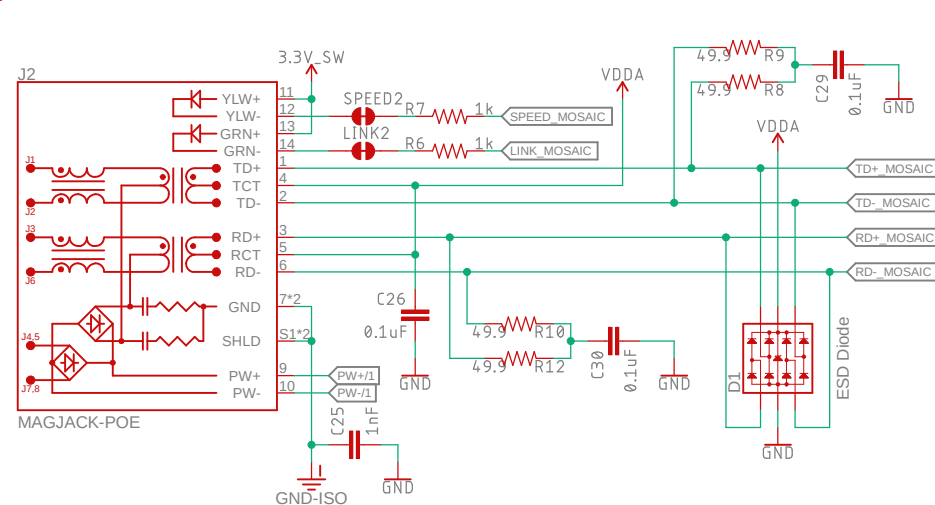 J2
3.3V_SW
VDDA
49.9
R9
49.9
R8
C29
0.1uF
GND
YLW+
11
YLW-
12
GRN+
13
GRN-
14
SPEED2
R7
1k
SPEED_MOSAIC
LINK2
R6
1k
LINK_MOSAIC
VDDA
J1
TD+
1
TD+_MOSAIC
TCT
4
J2
TD-
2
TD-_MOSAIC
J3
RD+
3
RD+_MOSAIC
RCT
5
J6
RD-
6
RD-_MOSAIC
GND
7*2
C26
0.1uF
GND
49.9
R10
49.9
R12
C30
0.1uF
GND
SHLD
S1*2
J4,5
J7,8
PW+
9
PW+/1
PW-
10
PW-/1
MAGJACK-POE
C25
1nF
GND-ISO
GND
D1
ESD Diode
GND